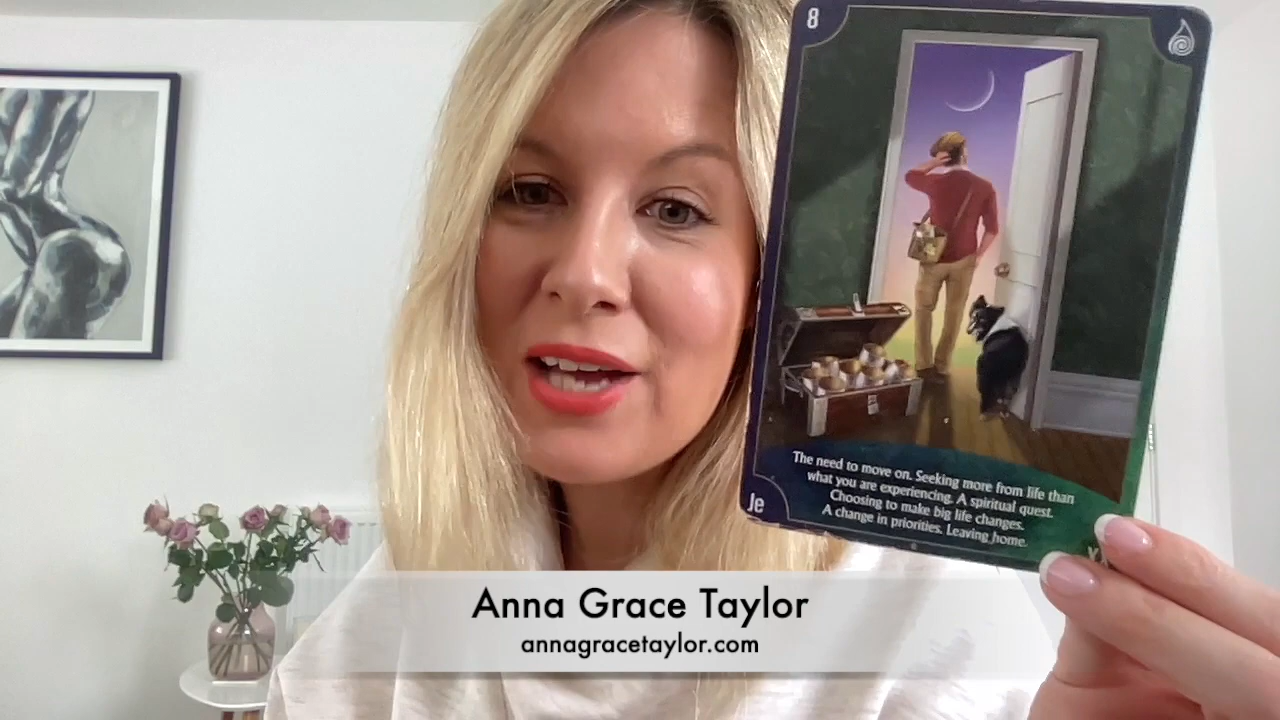 8
The need to move on. Seeking more from life than
what you are experiencing. A spiritual quest.
Choosing to make big life changes.
A change in priorities. Leaving home.
Je
Anna Grace Taylor
annagracetaylor.com